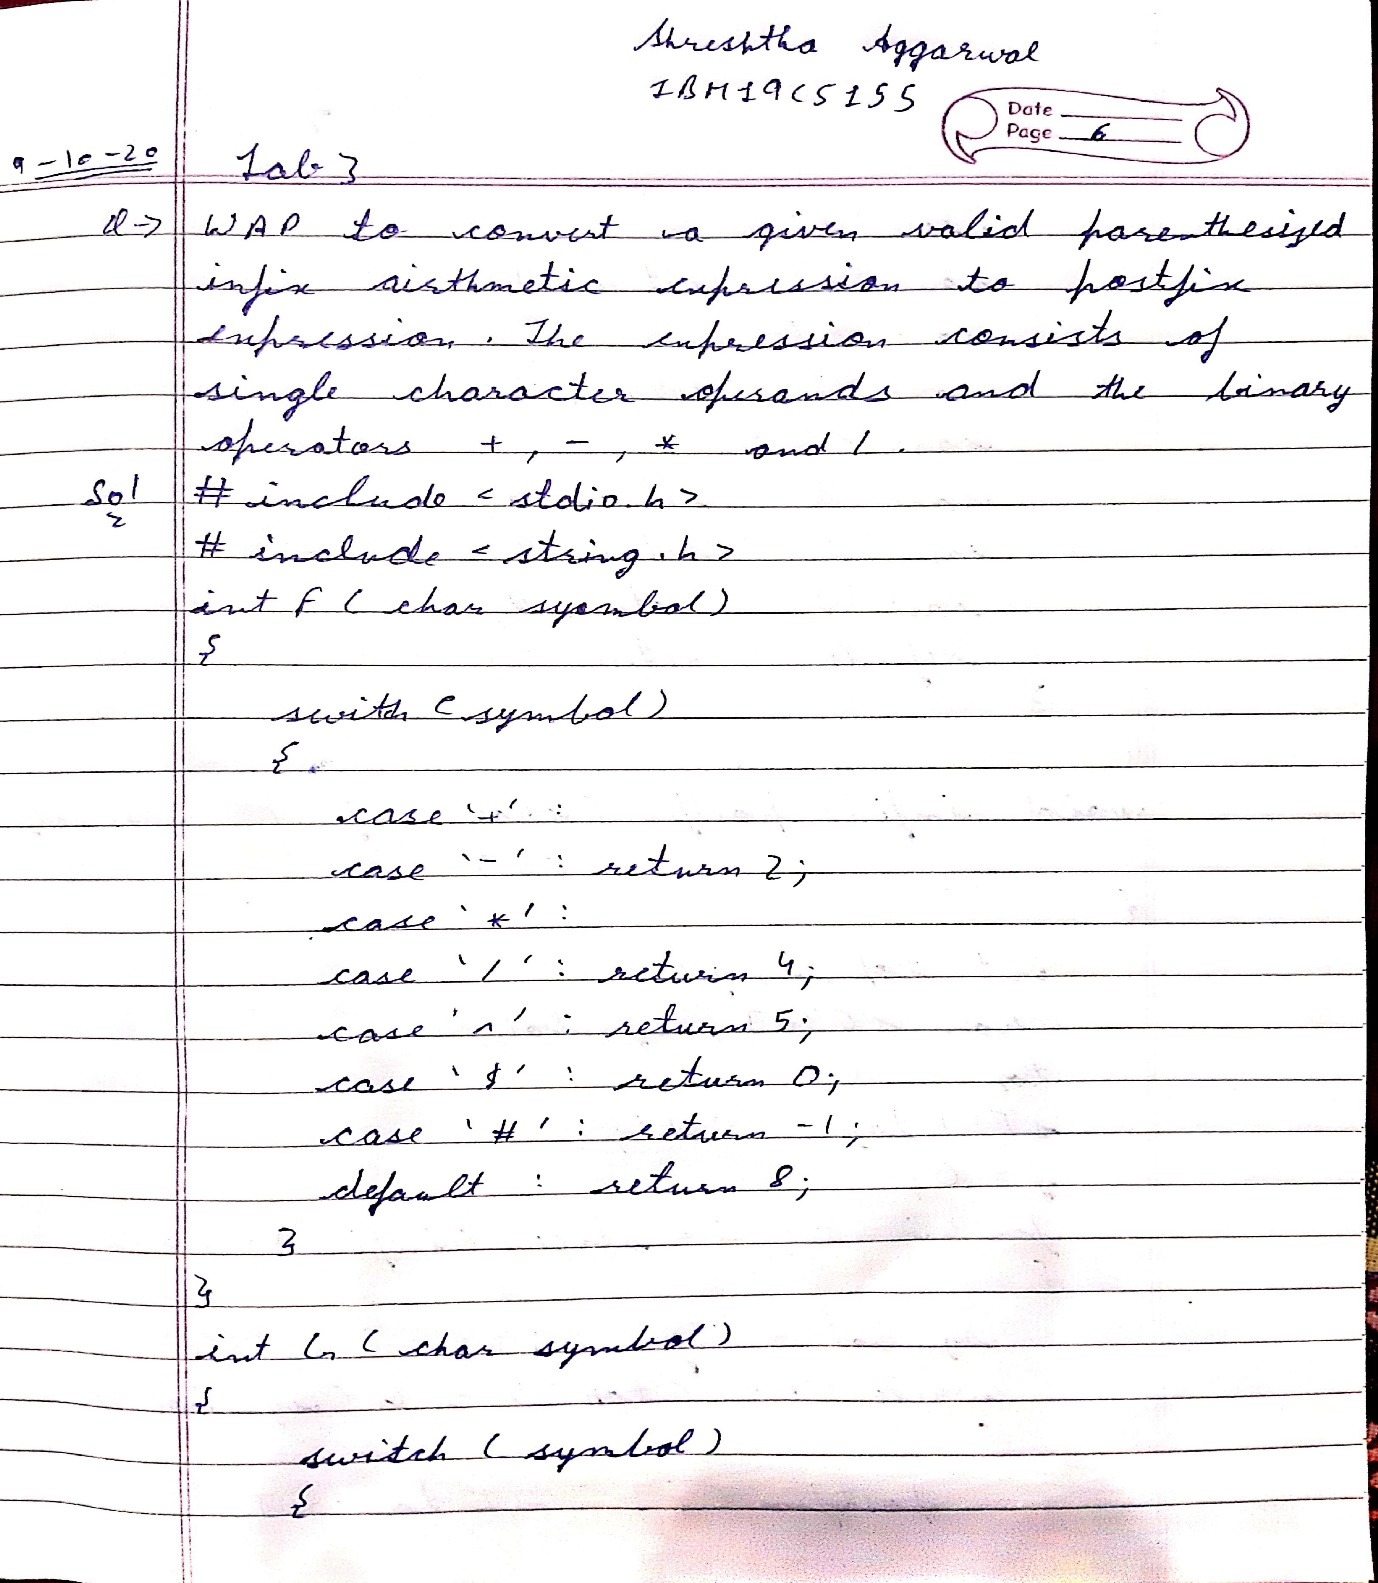 Shreshtha Aggarwal
1BM19CS155
Date
Page 6
9-10-20 Lab 3
Q-> WAP to convert a given valid parenthesized
infix airthmetic expression to postfix
expression. The expression consists of
single character operands and the binary
operators +, -, * and /.
Sol # include <stdio.h>
# include <string.h>
int F ( char syembol)
{
swith (symbol)
{
case '+' :
case '-' : return 2;
case '*' :
case '/' : return 4;
case '^' : return 5;
case '$' : return 0;
case '#' : return -1;
default : return 8;
}
}
int G ( char symbol)
{
switch ( symbol)
{